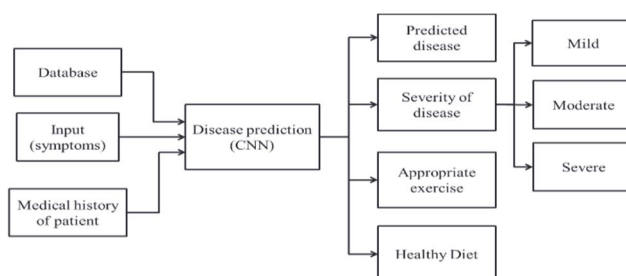 Database
Input
(symptoms)
Medical history
of patient
Disease prediction
(CNN)
Predicted
disease
Severity of
disease
Appropriate
exercise
Healthy Diet
Mild
Moderate
Severe